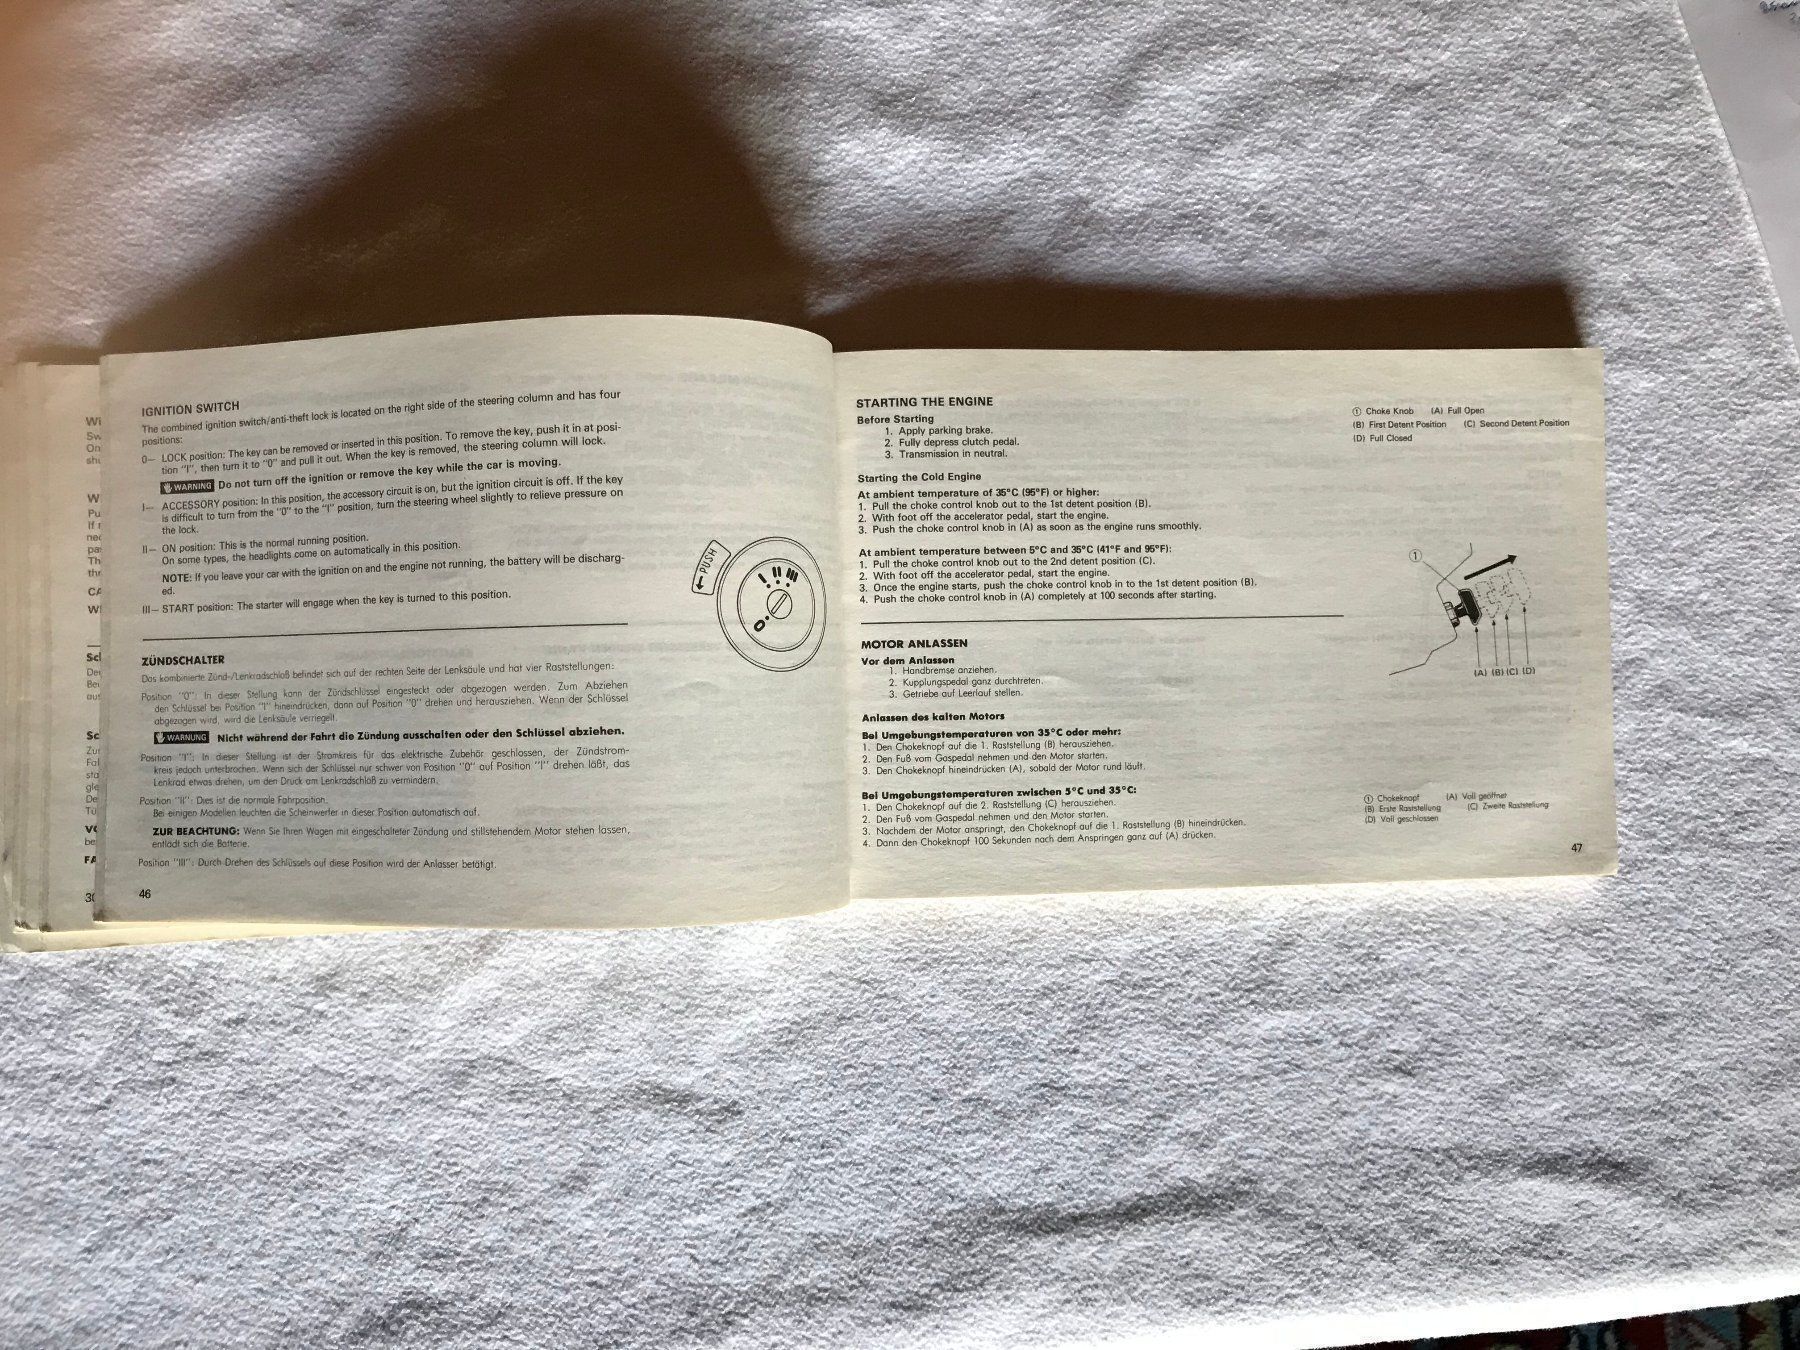 IGNITION SWITCH
The combined ignition switch/anti-theft lock is located on the right side of the steering column and has four
positions:
0— LOCK position: The key can be removed or inserted in this position. To remove the key, push it in at posi-
tion "I", then turn it to "0" and pull it out. When the key is removed, the steering column will lock.
WARNING Do not turn off the ignition or remove the key while the car is moving.
I— ACCESSORY position: In this position, the accessory circuit is on, but the ignition circuit is off. If the key
is difficult to turn from the "0" to the "I" position, turn the steering wheel slightly to relieve pressure on
the lock.
II— ON position: This is the normal running position.
On some types, the headlights come on automatically in this position.
NOTE: If you leave your car with the ignition on and the engine not running, the battery will be discharg-
ed.
III— START position: The starter will engage when the key is turned to this position.
PUSH
0 I II III
ZÜNDSCHALTER
Das kombinierte Zünd-/Lenkradschloß befindet sich auf der rechten Seite der Lenksäule und hat vier Raststellungen:
Position "0": In dieser Stellung kann der Zündschlüssel eingesteckt oder abgezogen werden. Zum Abziehen
den Schlüssel bei Position "I" hineindrücken, dann auf Position "0" drehen und herausziehen. Wenn der Schlüssel
abgezogen wird, wird die Lenksäule verriegelt.
WARNUNG Nicht während der Fahrt die Zündung ausschalten oder den Schlüssel abziehen.
Position "I": In dieser Stellung ist der Stromkreis für das elektrische Zubehör geschlossen, der Zündstrom-
kreis jedoch unterbrochen. Wenn sich der Schlüssel nur schwer von Position "0" auf Position "I" drehen läßt, das
Lenkrad etwas drehen, um den Druck am Lenkradschloß zu vermindern.
Position "II": Dies ist die normale Fahrposition.
Bei einigen Modellen leuchten die Scheinwerfer in dieser Position automatisch auf.
ZUR BEACHTUNG: Wenn Sie Ihren Wagen mit eingeschalteter Zündung und stillstehendem Motor stehen lassen,
entlädt sich die Batterie.
Position "III": Durch Drehen des Schlüssels auf diese Position wird der Anlasser betätigt.
46
STARTING THE ENGINE
Before Starting
1. Apply parking brake.
2. Fully depress clutch pedal.
3. Transmission in neutral.
Starting the Cold Engine
At ambient temperature of 35°C (95°F) or higher:
1. Pull the choke control knob out to the 1st detent position (B).
2. With foot off the accelerator pedal, start the engine.
3. Push the choke control knob in (A) as soon as the engine runs smoothly.
At ambient temperature between 5°C and 35°C (41°F and 95°F):
1. Pull the choke control knob out to the 2nd detent position (C).
2. With foot off the accelerator pedal, start the engine.
3. Once the engine starts, push the choke control knob in to the 1st detent position (B).
4. Push the choke control knob in (A) completely at 100 seconds after starting.
① Choke Knob (A) Full Open
(B) First Detent Position (C) Second Detent Position
(D) Full Closed
①
(A) (B) (C) (D)
MOTOR ANLASSEN
Vor dem Anlassen
1. Handbremse anziehen.
2. Kupplungspedal ganz durchtreten.
3. Getriebe auf Leerlauf stellen.
Anlassen des kalten Motors
Bei Umgebungstemperaturen von 35°C oder mehr:
1. Den Chokeknopf auf die 1. Raststellung (B) herausziehen.
2. Den Fuß vom Gaspedal nehmen und den Motor starten.
3. Den Chokeknopf hineindrücken (A), sobald der Motor rund läuft.
Bei Umgebungstemperaturen zwischen 5°C und 35°C:
1. Den Chokeknopf auf die 2. Raststellung (C) herausziehen.
2. Den Fuß vom Gaspedal nehmen und den Motor starten.
3. Nachdem der Motor anspringt, den Chokeknopf auf die 1. Raststellung (B) hineindrücken.
4. Dann den Chokeknopf 100 Sekunden nach dem Anspringen ganz auf (A) drücken.
① Chokeknopf (A) Voll geöffnet
(B) Erste Raststellung (C) Zweite Raststellung
(D) Voll geschlossen
47